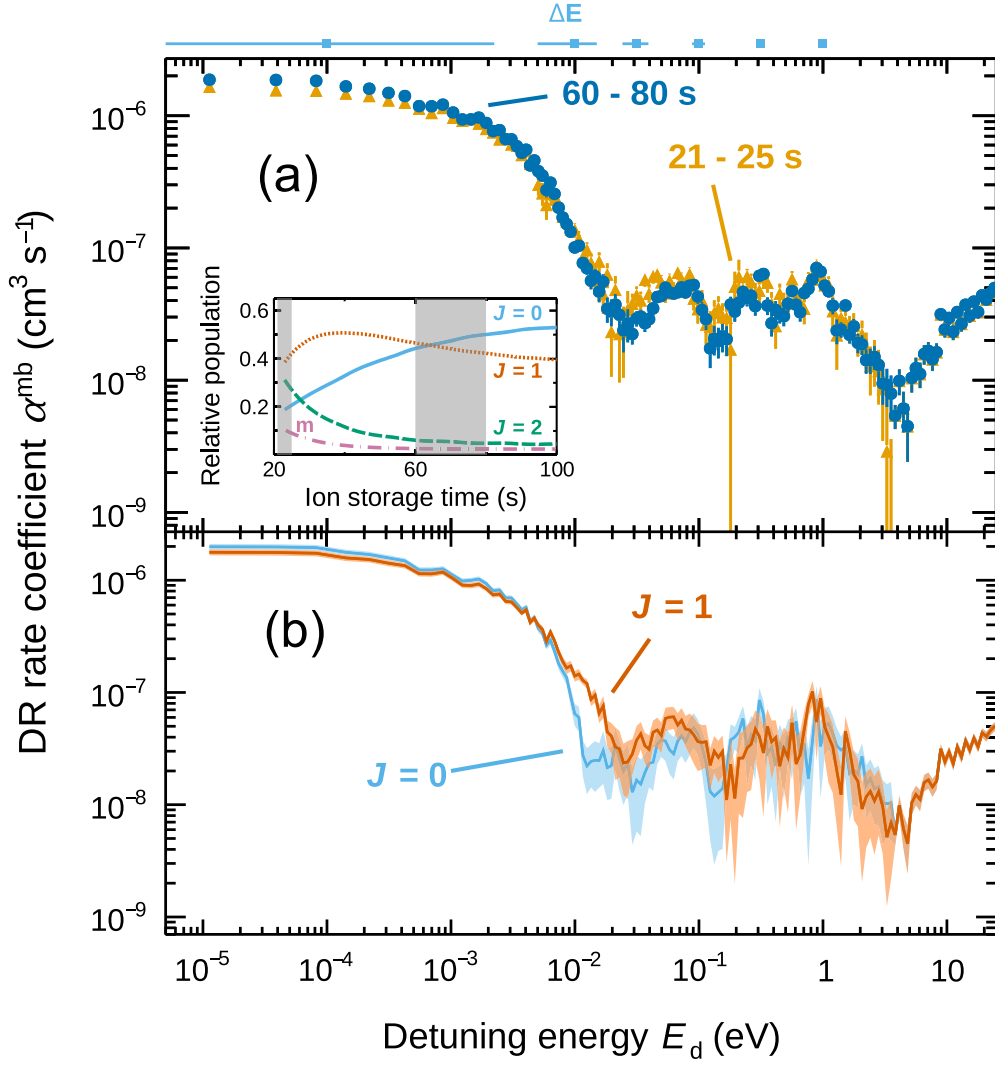 ΔE
60 - 80 s
21 - 25 s
(a)
10⁻⁶
10⁻⁷
10⁻⁸
10⁻⁹
Relative population
0.6
0.4
0.2
J = 0
J = 1
J = 2
m
20
60
100
Ion storage time (s)
DR rate coefficient αᵐᵇ (cm³ s⁻¹)
(b)
J = 1
J = 0
10⁻⁶
10⁻⁷
10⁻⁸
10⁻⁹
10⁻⁵ 10⁻⁴ 10⁻³ 10⁻² 10⁻¹ 1 10
Detuning energy E_d (eV)